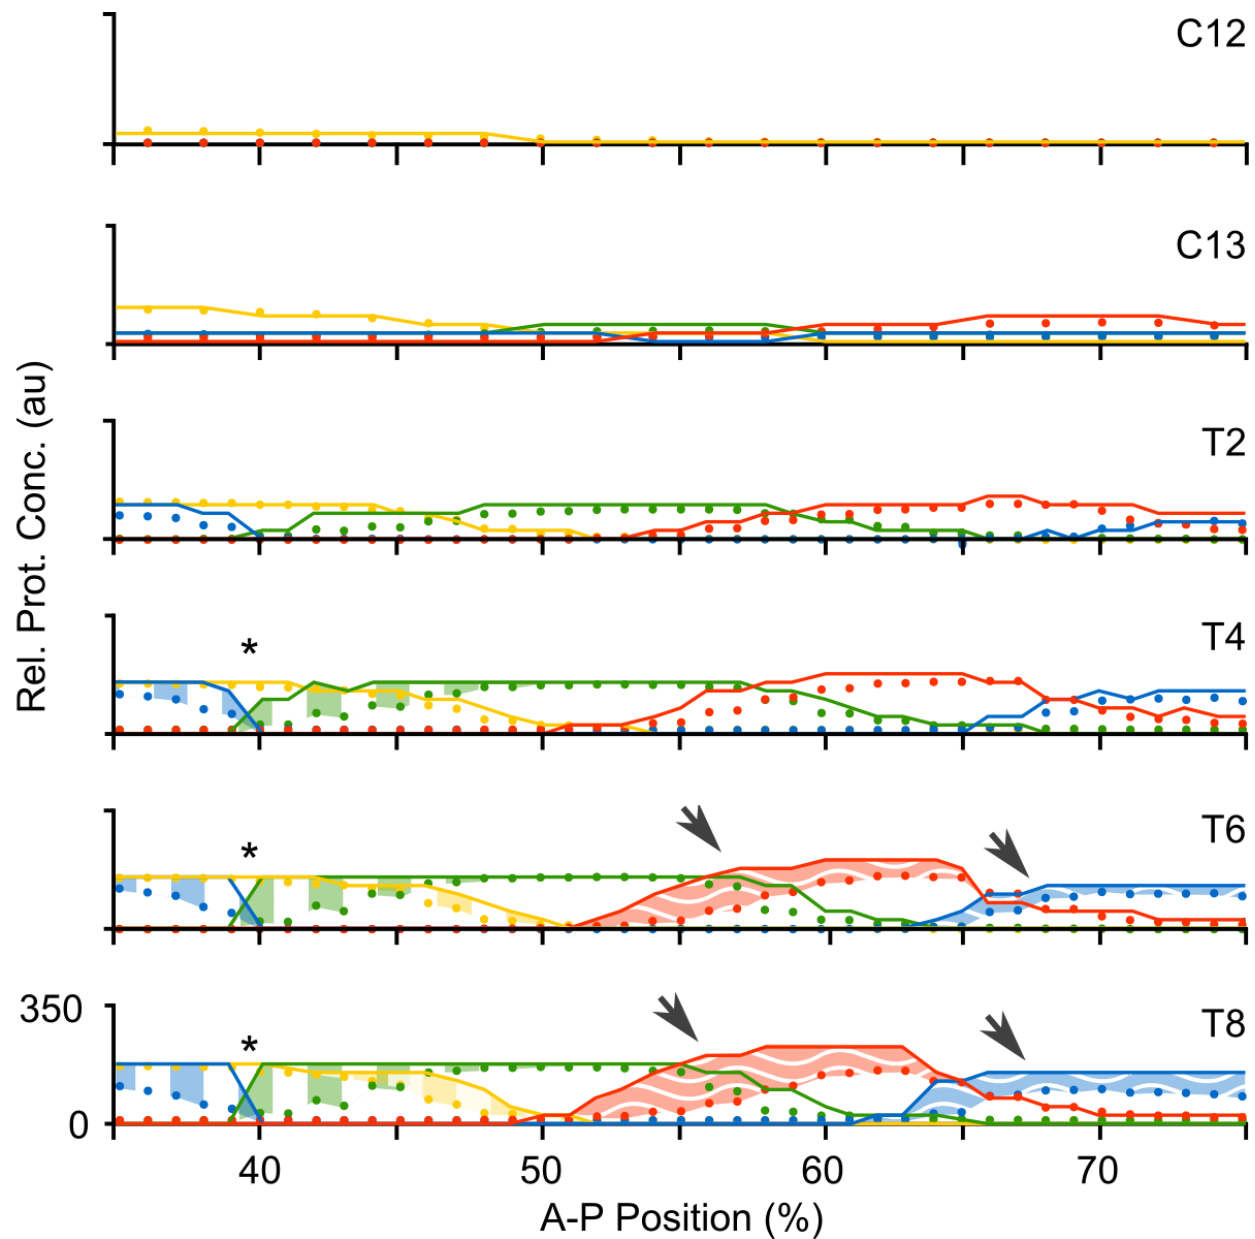 C12
C13
T2
T4
*
T6
*
T8
*
350
0
40 50 60 70
A-P Position (%)
Rel. Prot. Conc. (au)